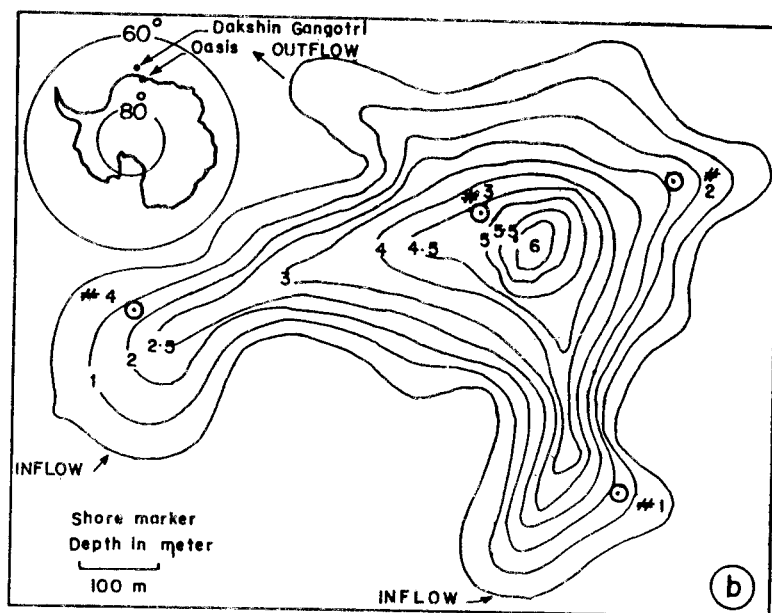 60°
Dakshin Gangotri
Oasis
OUTFLOW
80°
# 2
# 3
5 5·5 6
4 4·5
3
# 4
2·5
2
1
INFLOW
# 1
Shore marker
Depth in meter
100 m
INFLOW
b